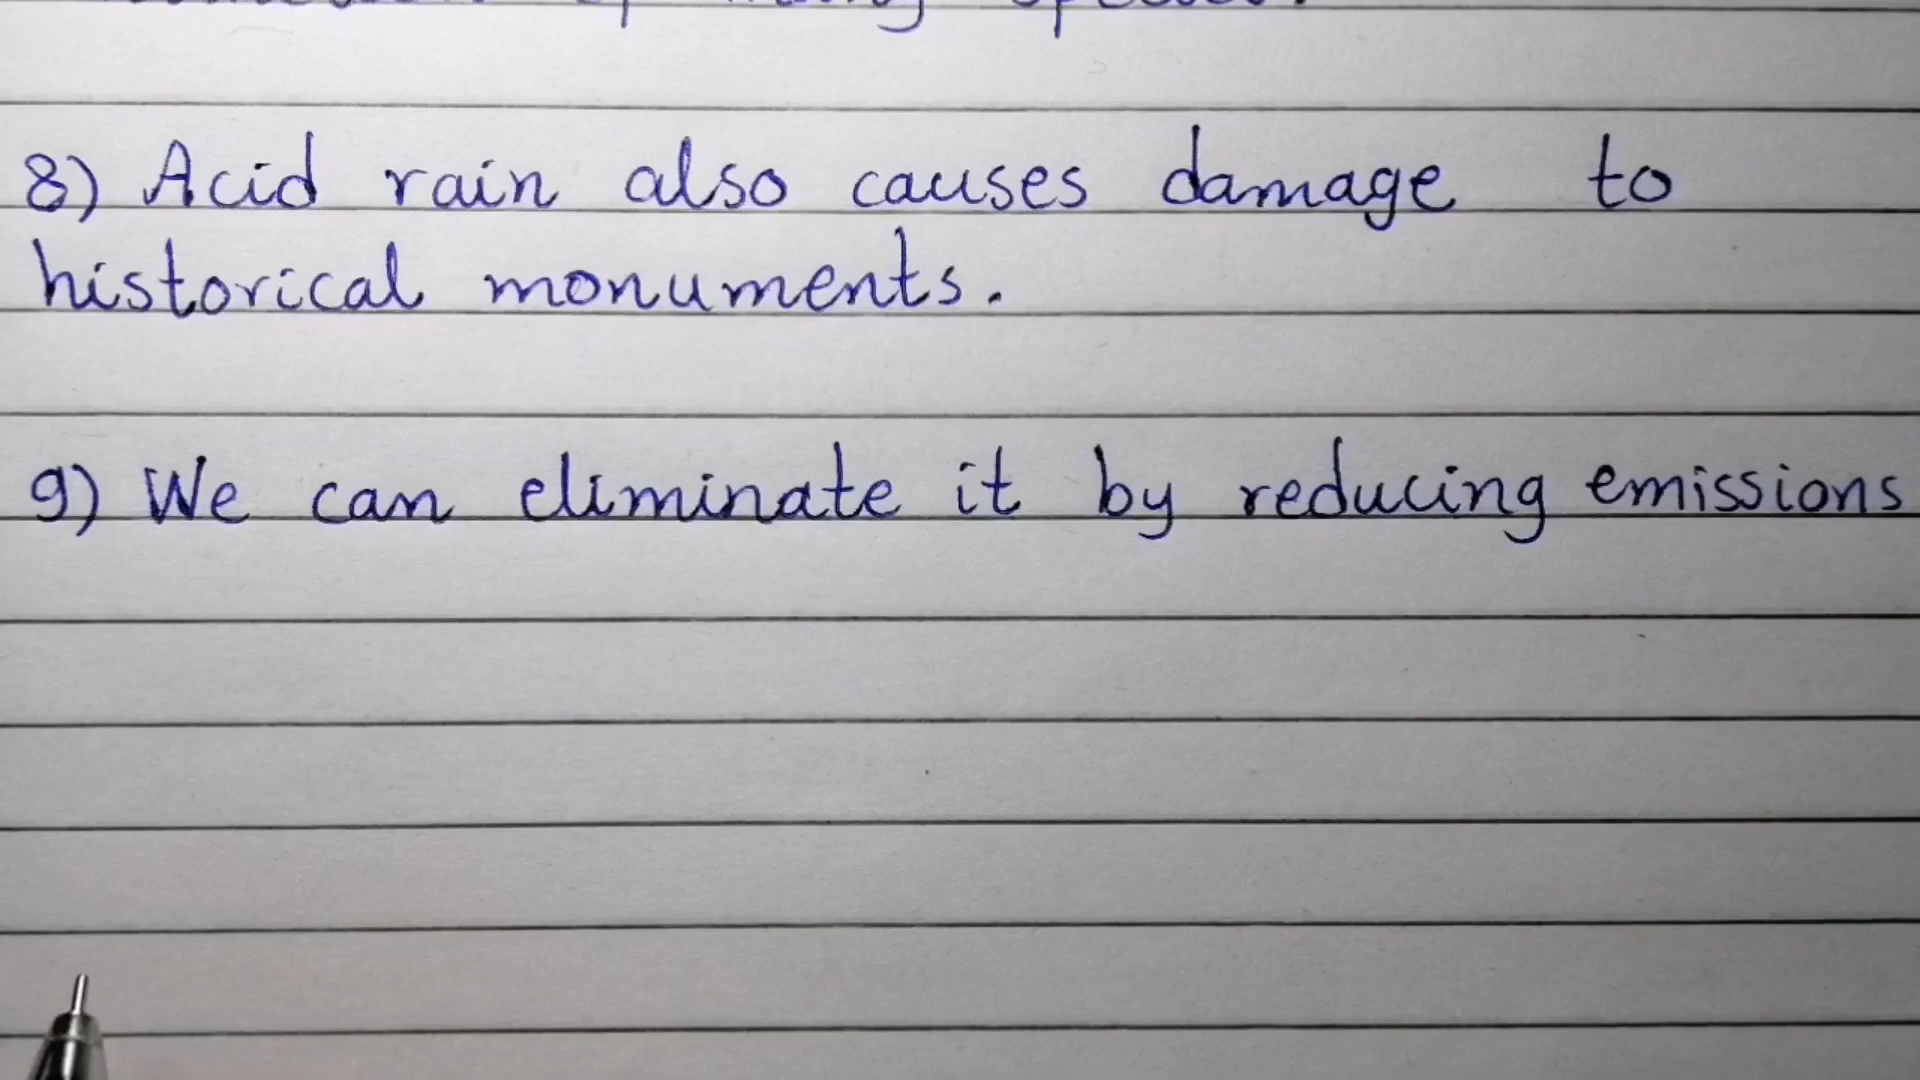 8) Acid rain also causes damage to
historical monuments.
9) We can eliminate it by reducing emissions